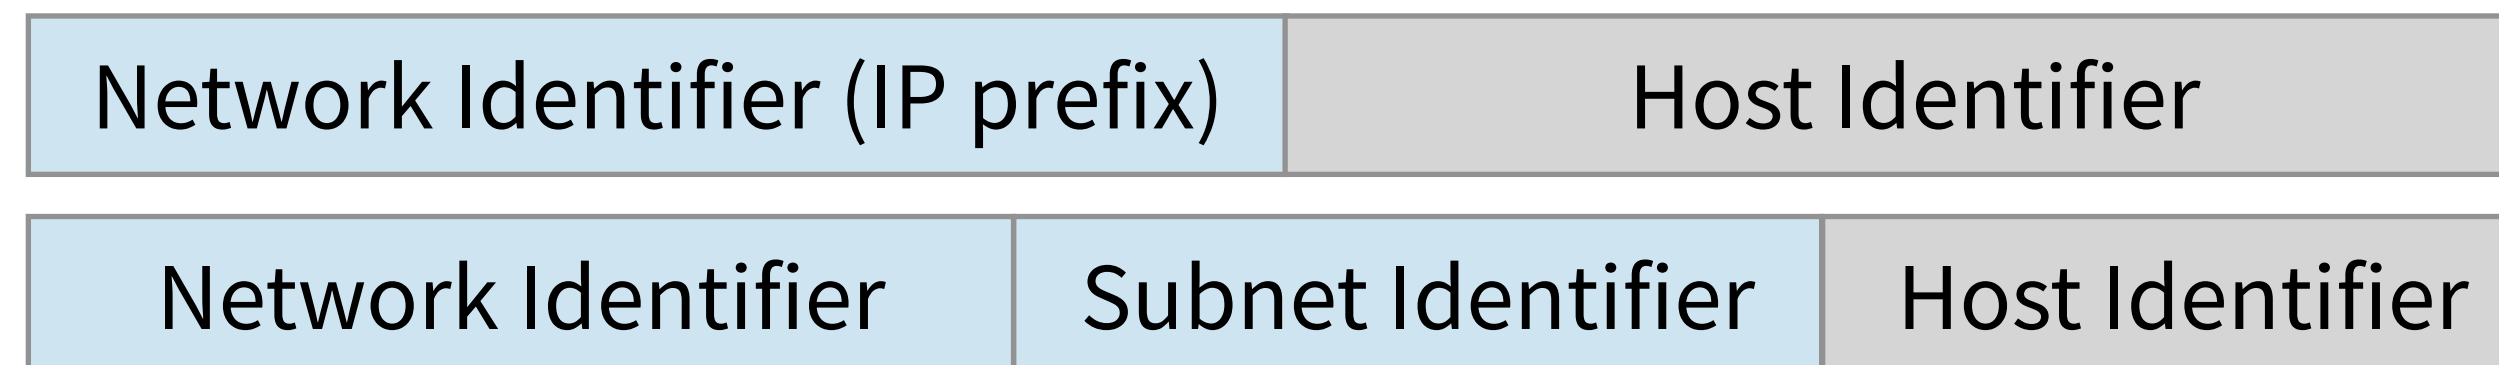 Network Identifier (IP prefix) Host Identifier
Network Identifier Subnet Identifier Host Identifier